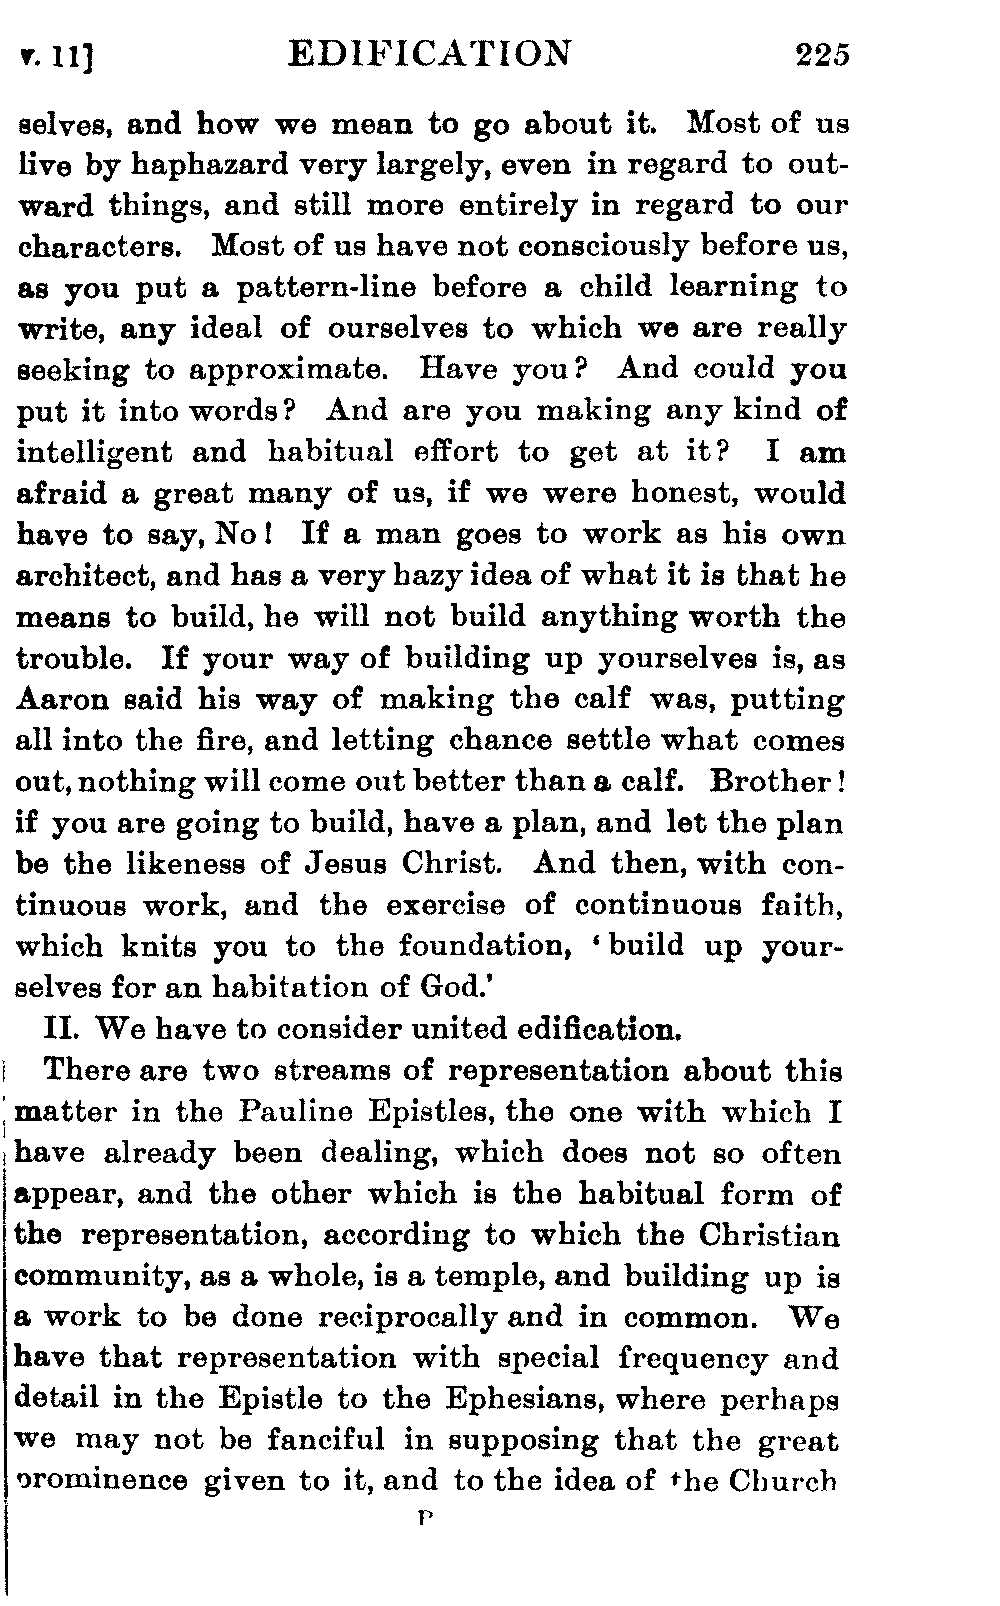 v. 11] EDIFICATION 225
selves, and how we mean to go about it. Most of us
live by haphazard very largely, even in regard to out-
ward things, and still more entirely in regard to our
characters. Most of us have not consciously before us,
as you put a pattern-line before a child learning to
write, any ideal of ourselves to which we are really
seeking to approximate. Have you? And could you
put it into words? And are you making any kind of
intelligent and habitual effort to get at it? I am
afraid a great many of us, if we were honest, would
have to say, No! If a man goes to work as his own
architect, and has a very hazy idea of what it is that he
means to build, he will not build anything worth the
trouble. If your way of building up yourselves is, as
Aaron said his way of making the calf was, putting
all into the fire, and letting chance settle what comes
out, nothing will come out better than a calf. Brother!
if you are going to build, have a plan, and let the plan
be the likeness of Jesus Christ. And then, with con-
tinuous work, and the exercise of continuous faith,
which knits you to the foundation, ‘build up your-
selves for an habitation of God.’
II. We have to consider united edification.
There are two streams of representation about this
matter in the Pauline Epistles, the one with which I
have already been dealing, which does not so often
appear, and the other which is the habitual form of
the representation, according to which the Christian
community, as a whole, is a temple, and building up is
a work to be done reciprocally and in common. We
have that representation with special frequency and
detail in the Epistle to the Ephesians, where perhaps
we may not be fanciful in supposing that the great
prominence given to it, and to the idea of the Church
P